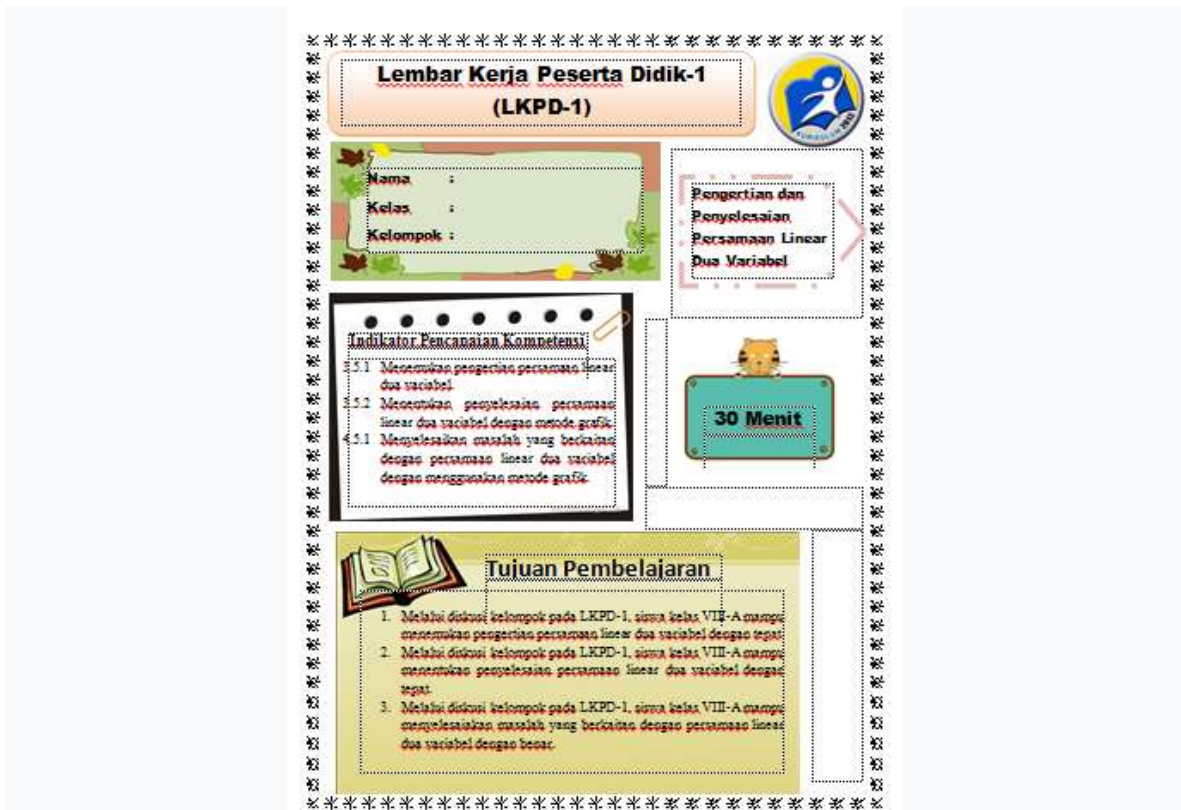 Lembar Kerja Peserta Didik-1
(LKPD-1)
KURIKULUM 2013
Nama :
Kelas :
Kelompok :
Pengertian dan
Penyelesaian
Persamaan Linear
Dua Variabel
Indikator Pencapaian Kompetensi
3.5.1 Menemukan pengertian persamaan linear
dua variabel.
3.5.2 Menentukan penyelesaian persamaan
linear dua variabel dengan metode grafik.
4.5.1 Menyelesaikan masalah yang berkaitan
dengan persamaan linear dua variabel
dengan menggunakan metode grafik.
30 Menit
Tujuan Pembelajaran
1. Melalui diskusi kelompok pada LKPD-1, siswa kelas VIII-A mampu
menemukan pengertian persamaan linear dua variabel dengan tepat.
2. Melalui diskusi kelompok pada LKPD-1, siswa kelas VIII-A mampu
menentukan penyelesaian persamaan linear dua variabel dengan
tepat.
3. Melalui diskusi kelompok pada LKPD-1, siswa kelas VIII-A mampu
menyelesaiakan masalah yang berkaitan dengan persamaan linear
dua variabel dengan benar.